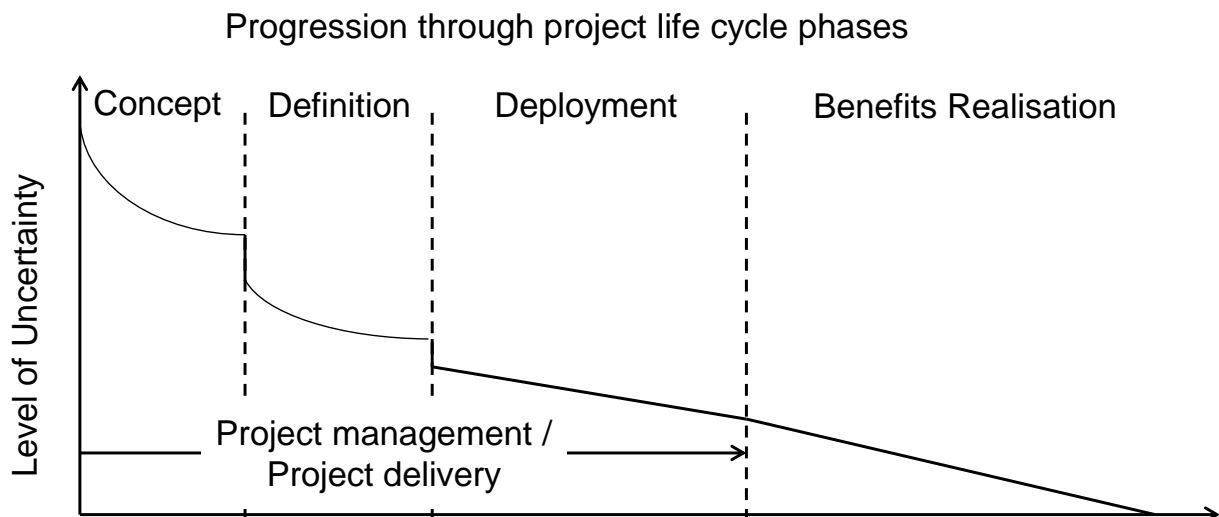 Progression through project life cycle phases
Concept
Definition
Deployment
Benefits Realisation
Level of Uncertainty
Project management /
Project delivery